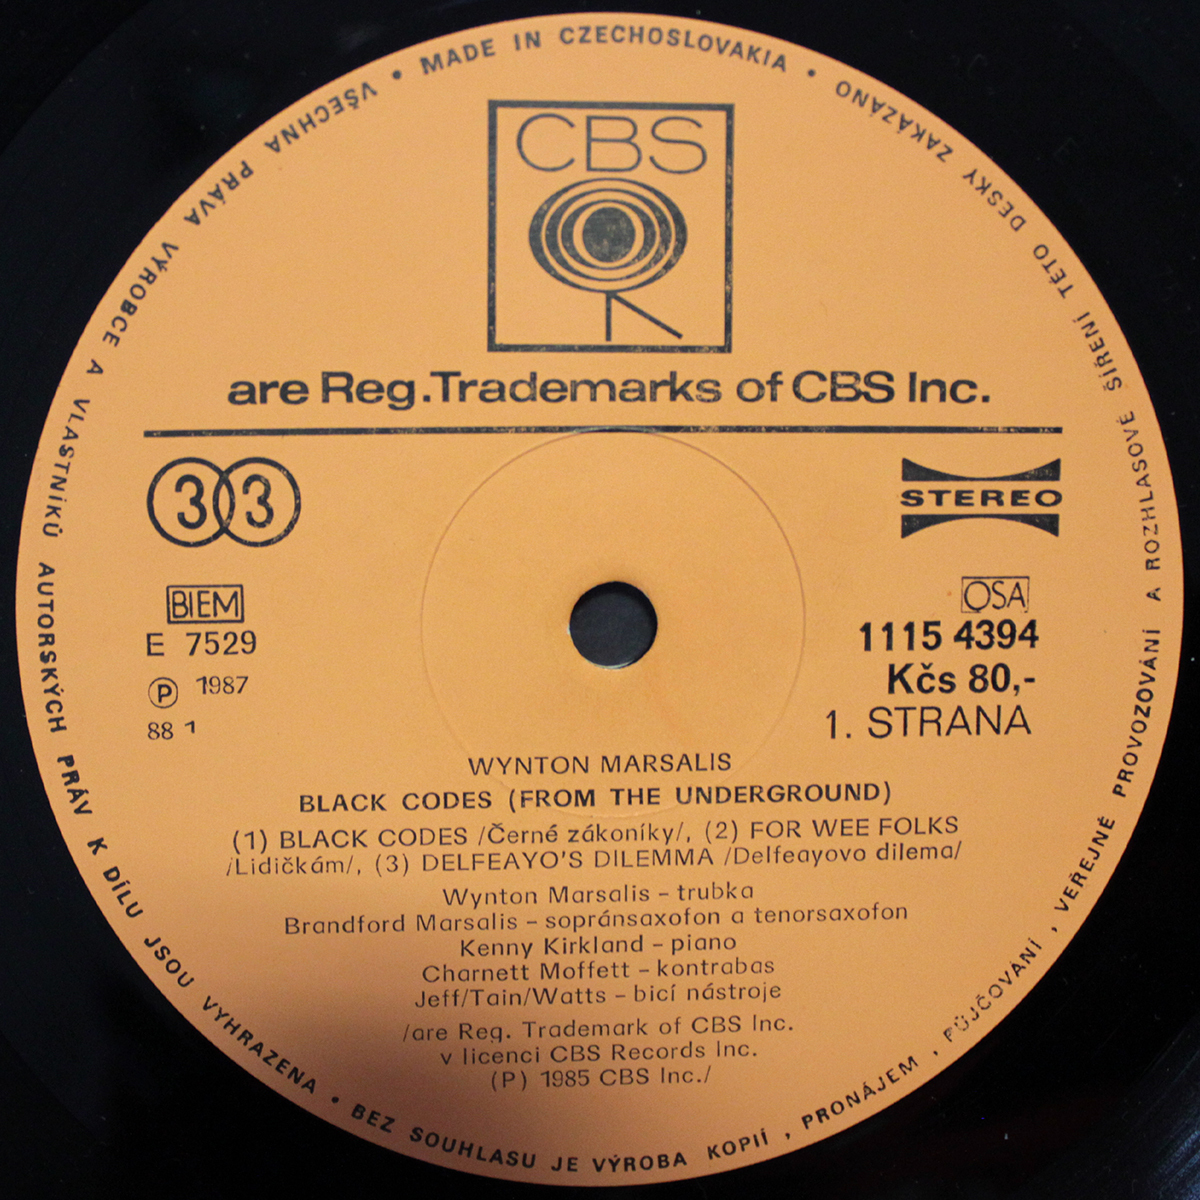 MADE IN CZECHOSLOVAKIA •
VŠECHNA PRÁVA VÝROBCE A VLASTNÍKŮ AUTORSKÝCH PRÁV K DÍLU JSOU VYHRAZENA • BEZ SOUHLASU JE VÝROBA KOPIÍ , PRONÁJEM , PŮJČOVÁNÍ , VEŘEJNÉ PROVOZOVÁNÍ A ROZHLASOVÉ ŠÍŘENÍ TÉTO DESKY ZAKÁZÁNO •
CBS
are Reg.Trademarks of CBS Inc.
33
STEREO
BIEM
E 7529
Ⓟ 1987
88 1
OSA
1115 4394
Kčs 80,-
1. STRANA
WYNTON MARSALIS
BLACK CODES (FROM THE UNDERGROUND)
(1) BLACK CODES /Černé zákoníky/, (2) FOR WEE FOLKS
/Lidičkám/, (3) DELFEAYO'S DILEMMA /Delfeayovo dilema/
Wynton Marsalis – trubka
Brandford Marsalis – sopránsaxofon a tenorsaxofon
Kenny Kirkland – piano
Charnett Moffett – kontrabas
Jeff/Tain/Watts – bicí nástroje
/are Reg. Trademark of CBS Inc.
v licenci CBS Records Inc.
(P) 1985 CBS Inc./